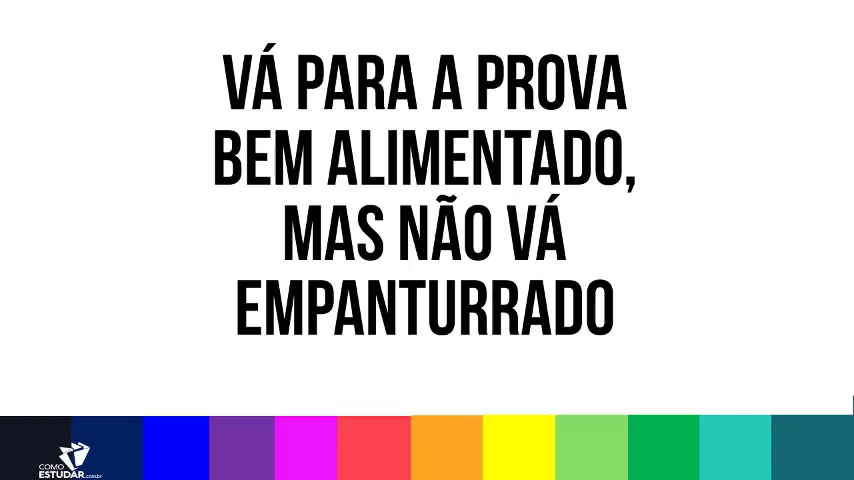 VÁ PARA A PROVA
BEM ALIMENTADO,
MAS NÃO VÁ
EMPANTURRADO
COMO
ESTUDAR.com.br